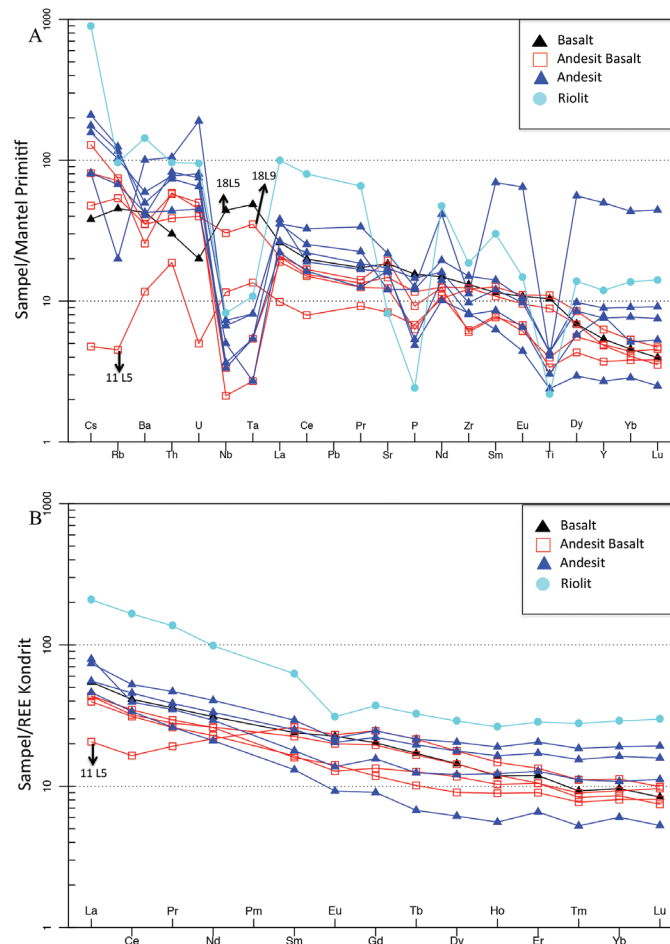 A
1000
Basalt
Andesit Basalt
Andesit
Riolit
100
18L5
18L9
Sampel/Mantel Primitif
10
11 L5
Cs Ba Th U Nb Ta La Ce Pr P Zr Eu Dy Yb
1
Rb Pb Sr Nd Sm Ti Y Lu
B
1000
Basalt
Andesit Basalt
Andesit
Riolit
100
Sampel/REE Kondrit
10
11 L5
La Pr Pm Eu Tb Ho Tm Lu
1
Ce Nd Sm Gd Dy Er Yb